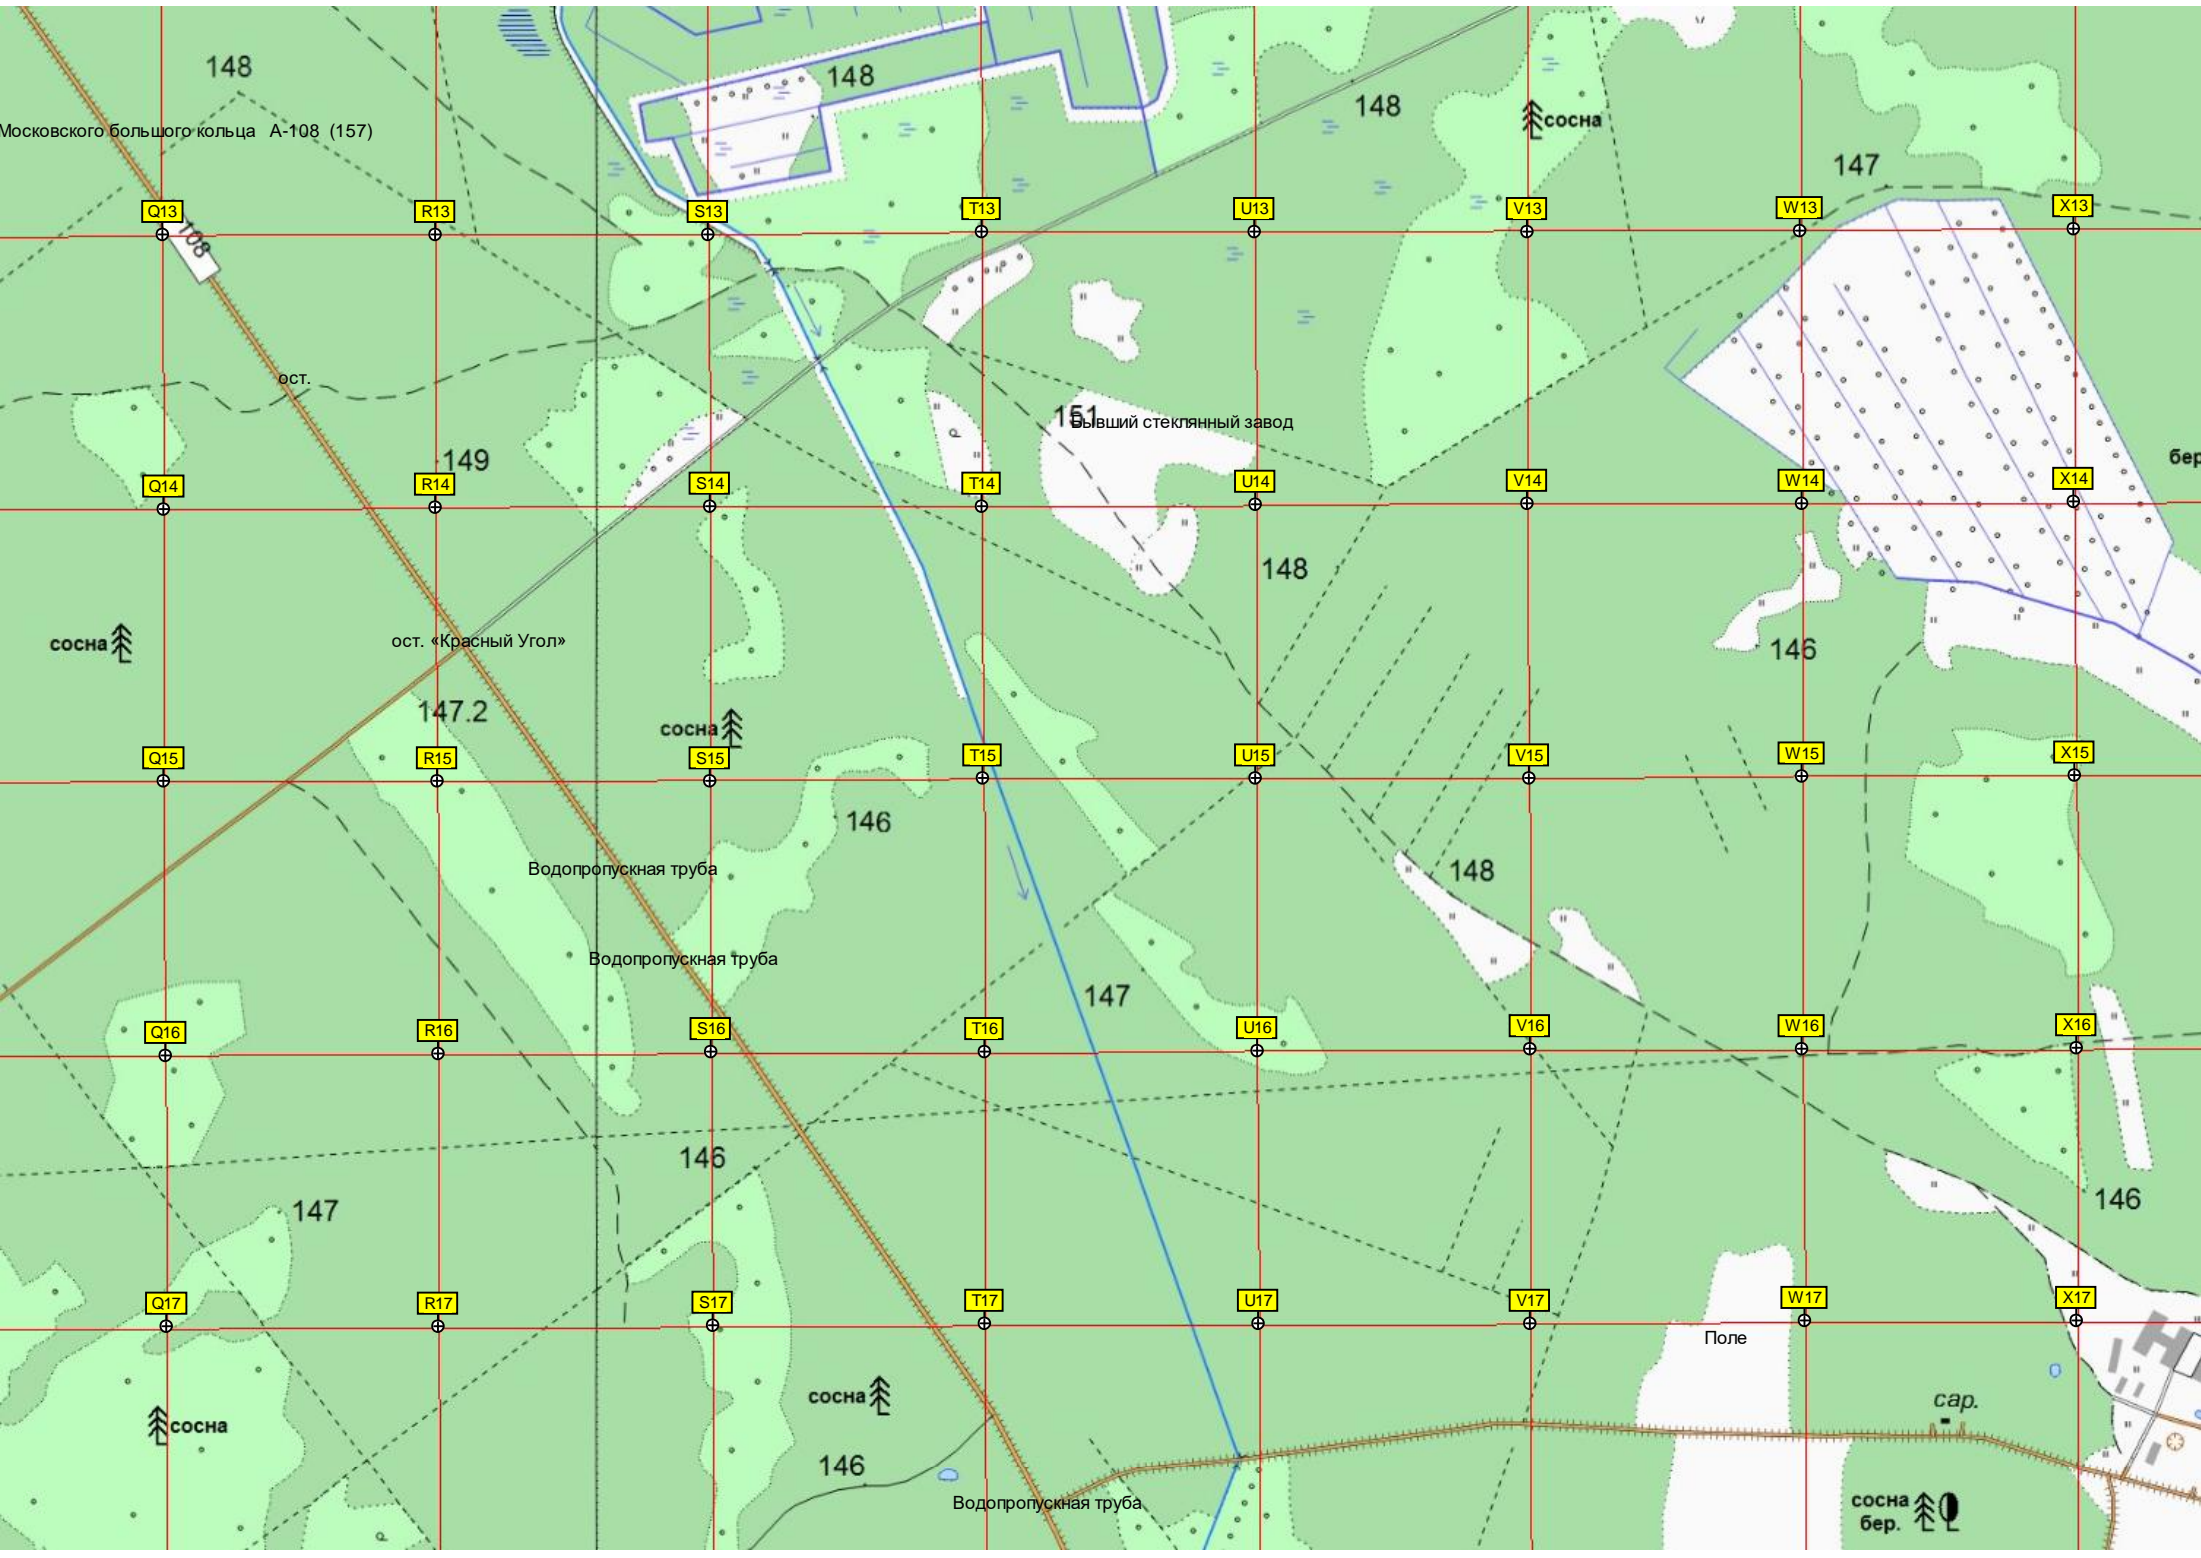 148
148
148
сосна
Московского большого кольца А-108 (157)
147
Q13
R13
S13
T13
U13
V13
W13
X13
108
ост.
151
Бывший стеклянный завод
149
бер
Q14
R14
S14
T14
U14
V14
W14
X14
148
сосна
ост. «Красный Угол»
146
147.2
сосна
Q15
R15
S15
T15
U15
V15
W15
X15
146
Водопропускная труба
148
Водопропускная труба
147
Q16
R16
S16
T16
U16
V16
W16
X16
146
147
146
Q17
R17
S17
T17
U17
V17
W17
X17
Поле
сосна
сар.
сосна
146
Водопропускная труба
сосна
бер.